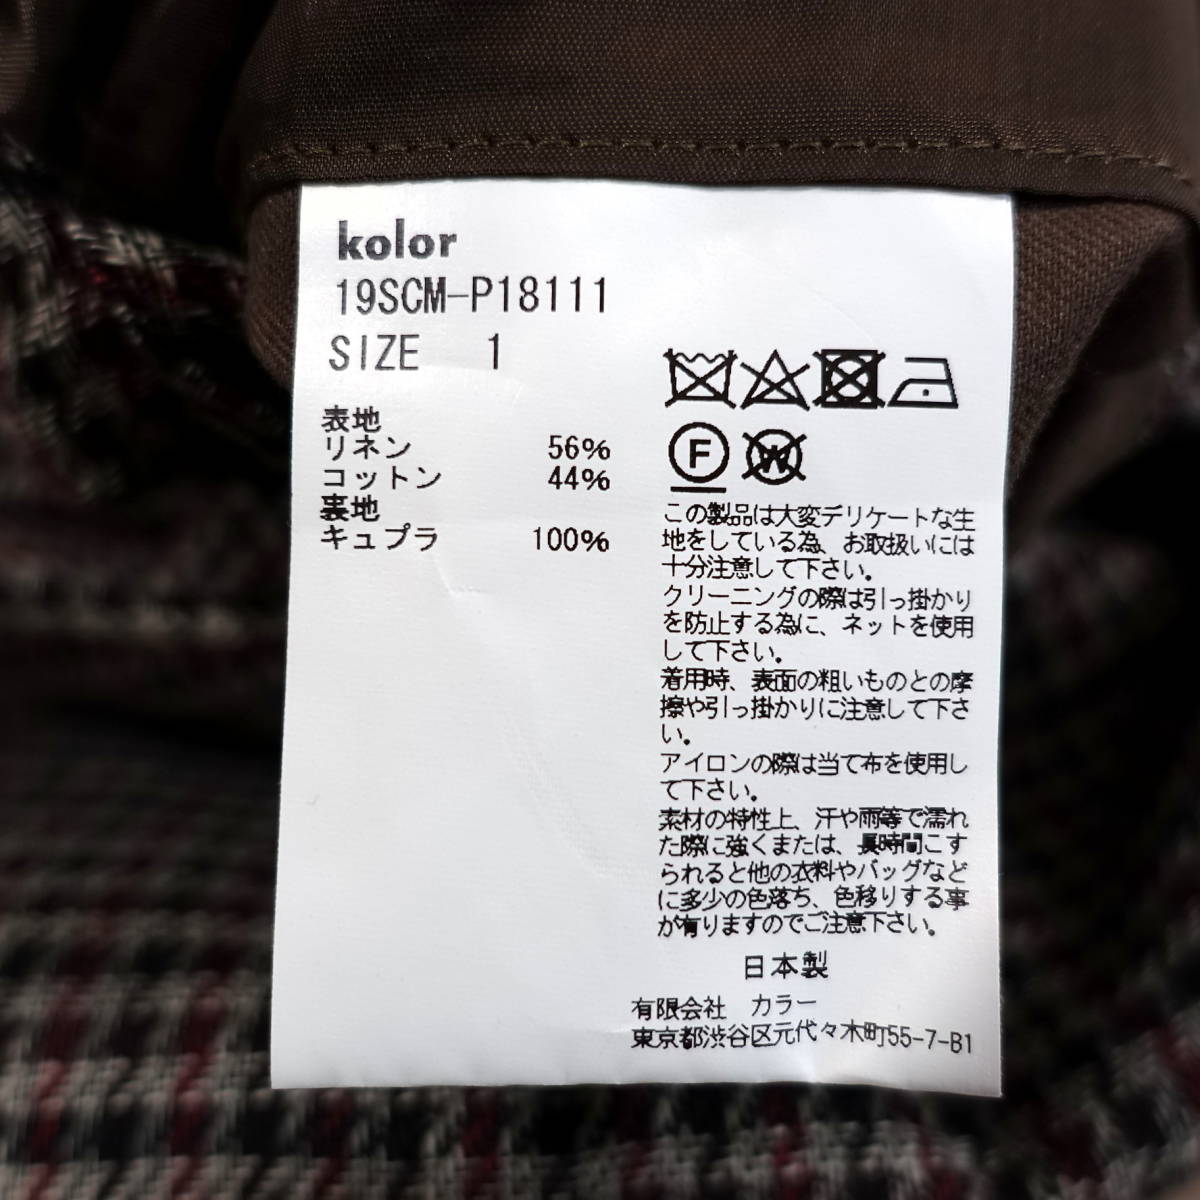 kolor
19SCM-P18111
SIZE 1
表地
リネン 56%
コットン 44%
裏地
キュプラ 100%
F
W
この製品は大変デリケートな生
地をしている為、お取扱いには
十分注意して下さい。
クリーニングの際は引っ掛かり
を防止する為に、ネットを使用
して下さい。
着用時、表面の粗いものとの摩
擦や引っ掛かりに注意して下さ
い。
アイロンの際は当て布を使用し
て下さい。
素材の特性上、汗や雨等で濡れ
た際に強くまたは、長時間こす
られると他の衣料やバッグなど
に多少の色落ち、色移りする事
が有りますのでご注意下さい。
日本製
有限会社 カラー
東京都渋谷区元代々木町55-7-B1